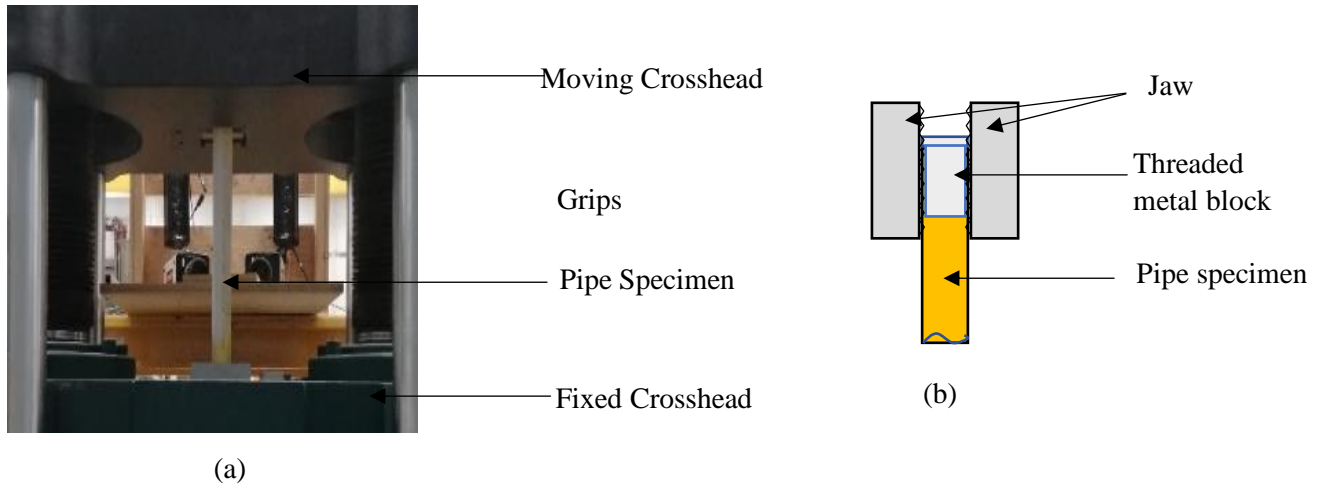 Moving Crosshead
Grips
Pipe Specimen
Fixed Crosshead
(a)
Jaw
Threaded
metal block
Pipe specimen
(b)